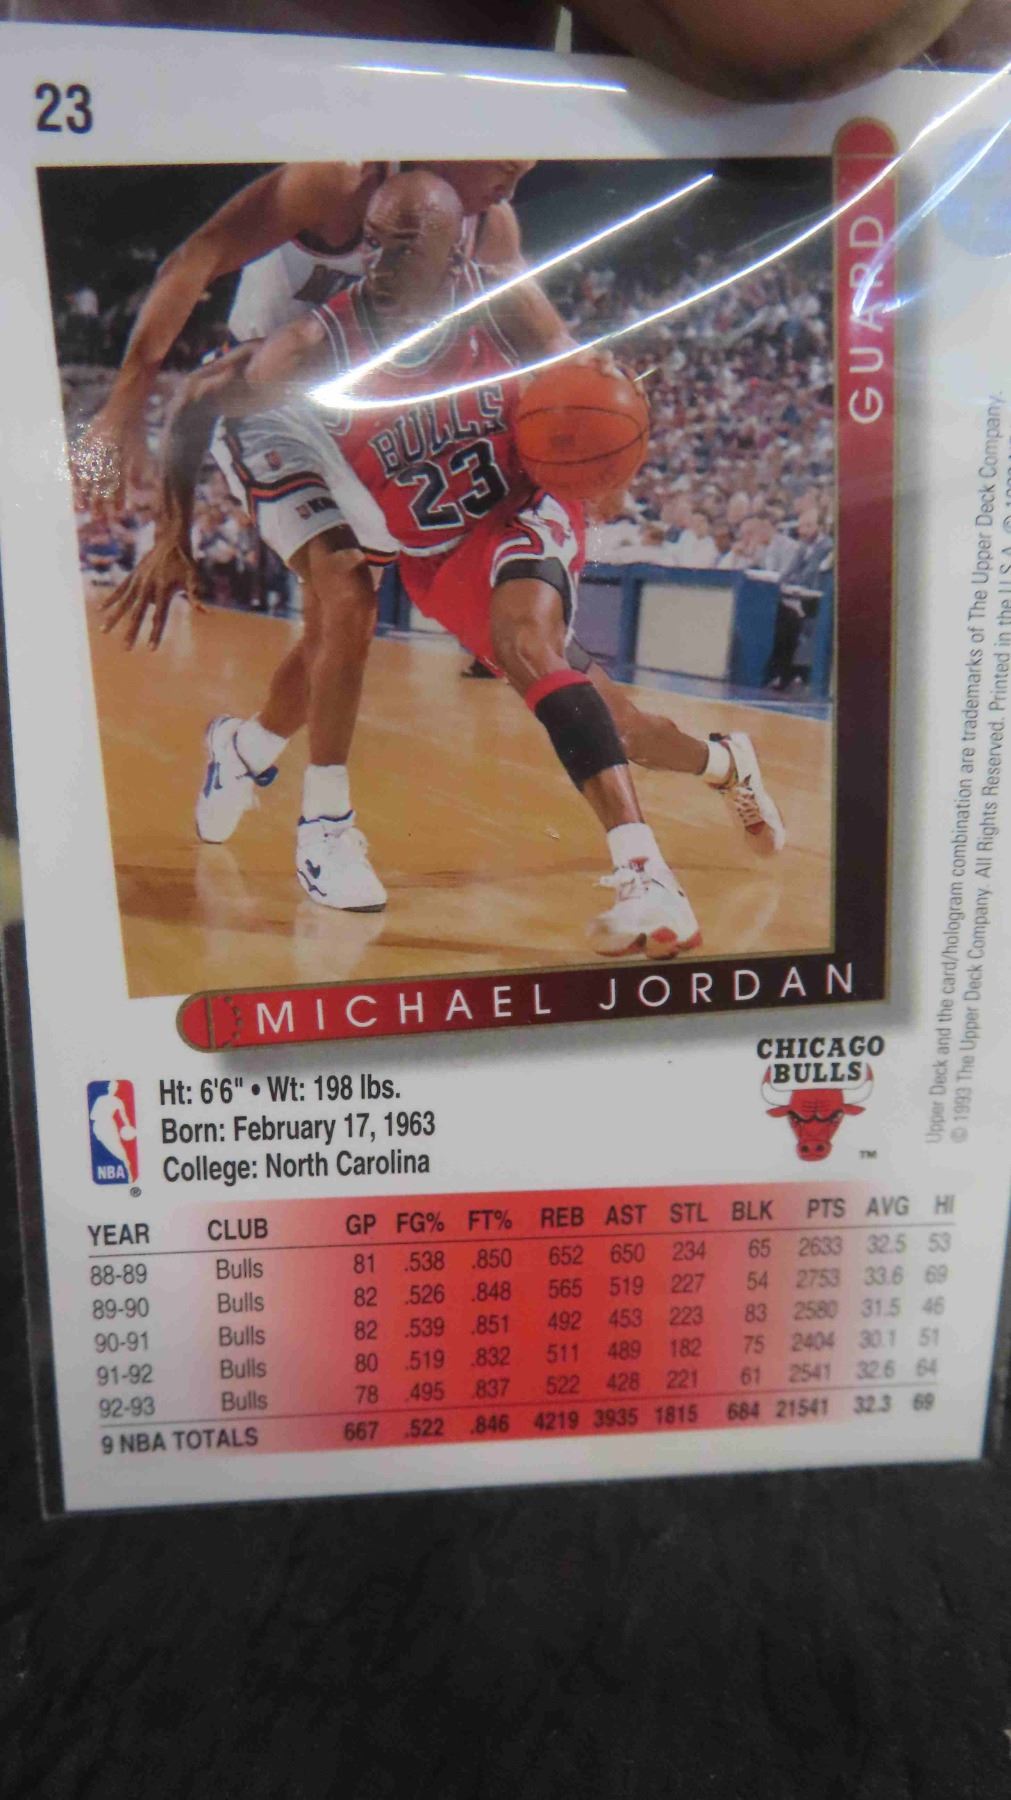 23
GUARD
BULLS
23
MICHAEL JORDAN
CHICAGO
BULLS
TM
NBA
®
Ht: 6'6" • Wt: 198 lbs.
Born: February 17, 1963
College: North Carolina
YEAR CLUB GP FG% FT% REB AST STL BLK PTS AVG HI
88-89 Bulls 81 .538 .850 652 650 234 65 2633 32.5 53
89-90 Bulls 82 .526 .848 565 519 227 54 2753 33.6 69
90-91 Bulls 82 .539 .851 492 453 223 83 2580 31.5 46
91-92 Bulls 80 .519 .832 511 489 182 75 2404 30.1 51
92-93 Bulls 78 .495 .837 522 428 221 61 2541 32.6 64
9 NBA TOTALS 667 .522 .846 4219 3935 1815 684 21541 32.3 69
Upper Deck and the card/hologram combination are trademarks of The Upper Deck Company.
© 1993 The Upper Deck Company. All Rights Reserved. Printed in the U.S.A.